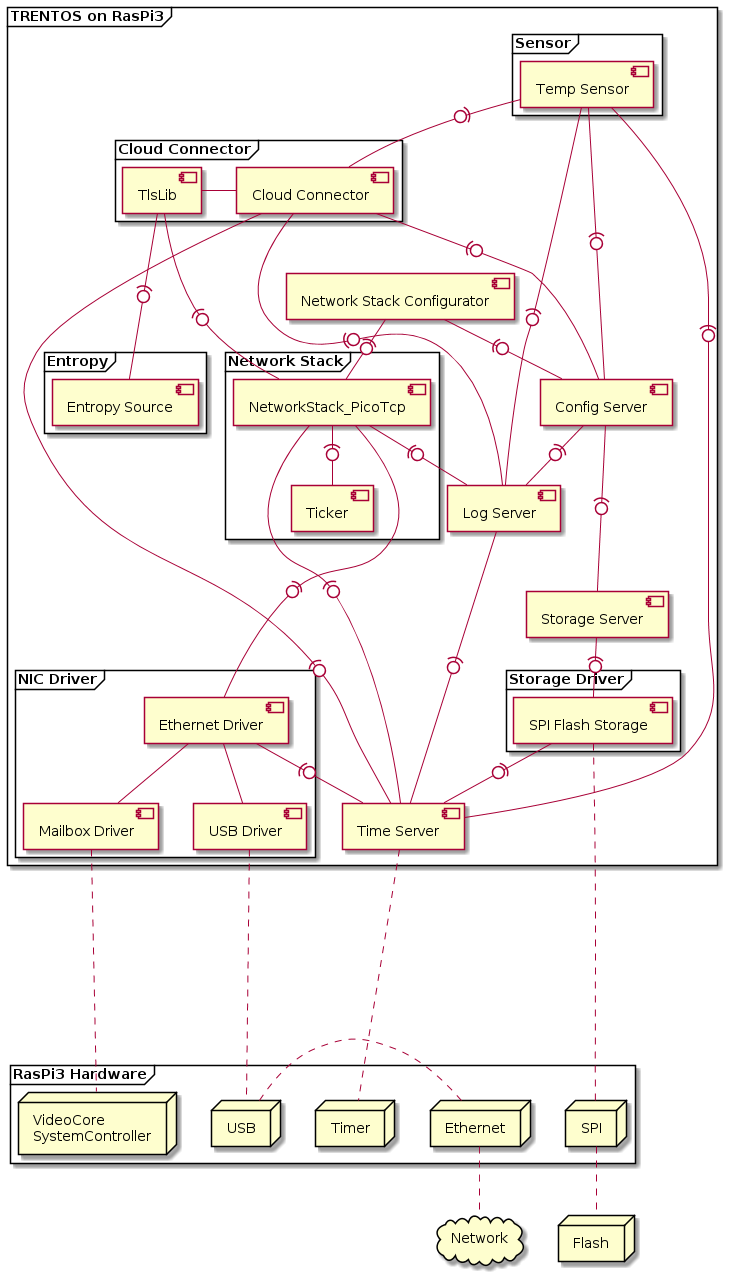 TRENTOS on RasPi3
Sensor
Temp Sensor
Cloud Connector
TlsLib
Cloud Connector
Network Stack Configurator
Entropy
Network Stack
Entropy Source
NetworkStack_PicoTcp
Config Server
Ticker
Log Server
Storage Server
NIC Driver
Storage Driver
Ethernet Driver
SPI Flash Storage
Mailbox Driver
USB Driver
Time Server
RasPi3 Hardware
VideoCore
SystemController
USB
Timer
Ethernet
SPI
Network
Flash